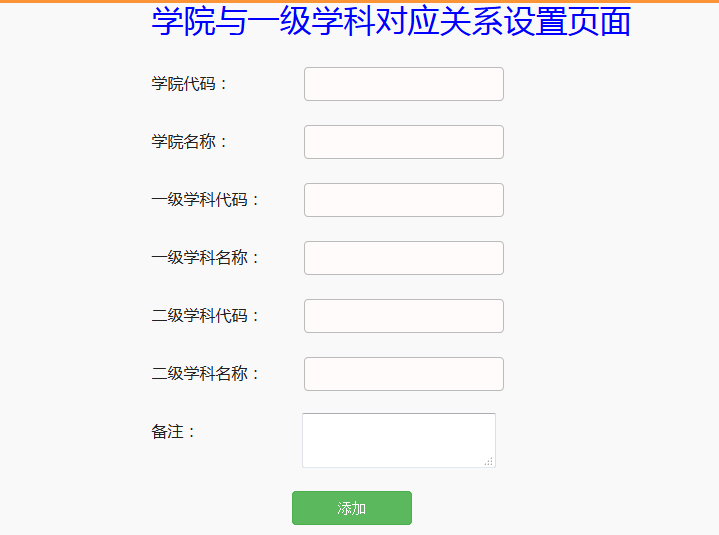 学院与一级学科对应关系设置页面
学院代码：
学院名称：
一级学科代码：
一级学科名称：
二级学科代码：
二级学科名称：
备注：
添加